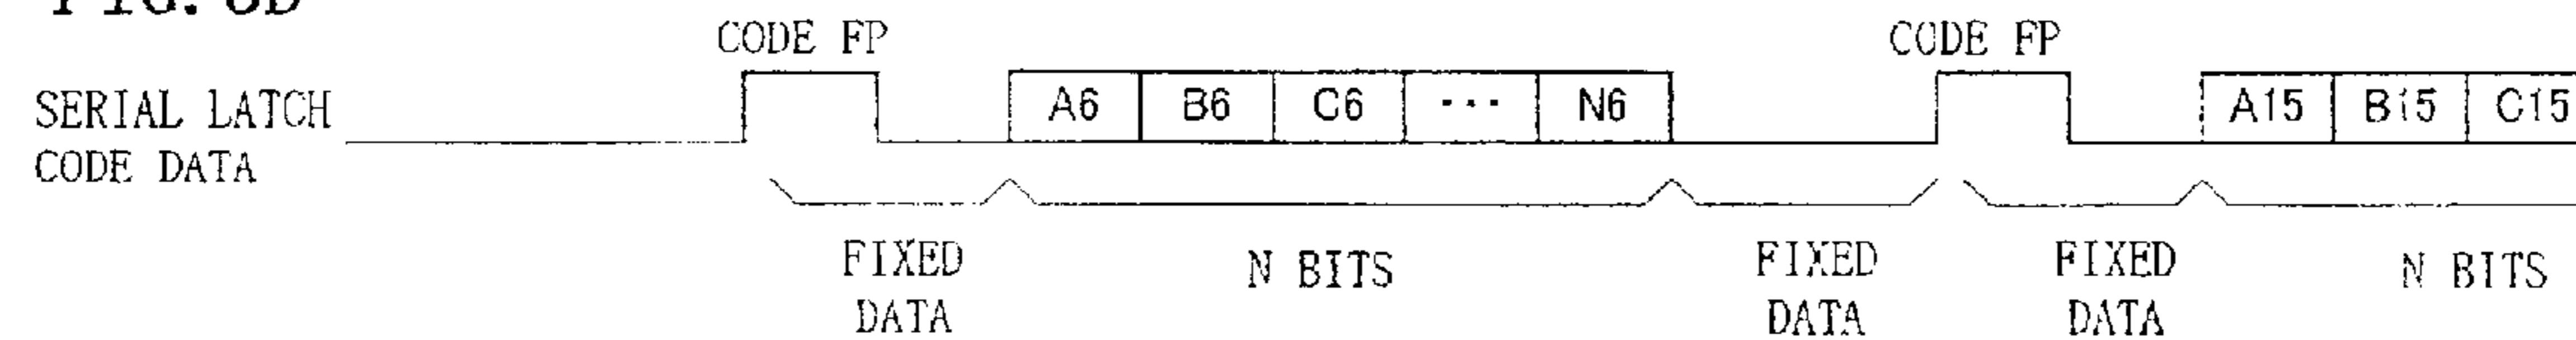 CODE FP CODE FP
SERIAL LATCH A6 B6 C6 ... N6 A15 B15 C15
CODE DATA
FIXED N BITS FIXED FIXED N BITS
DATA DATA DATA